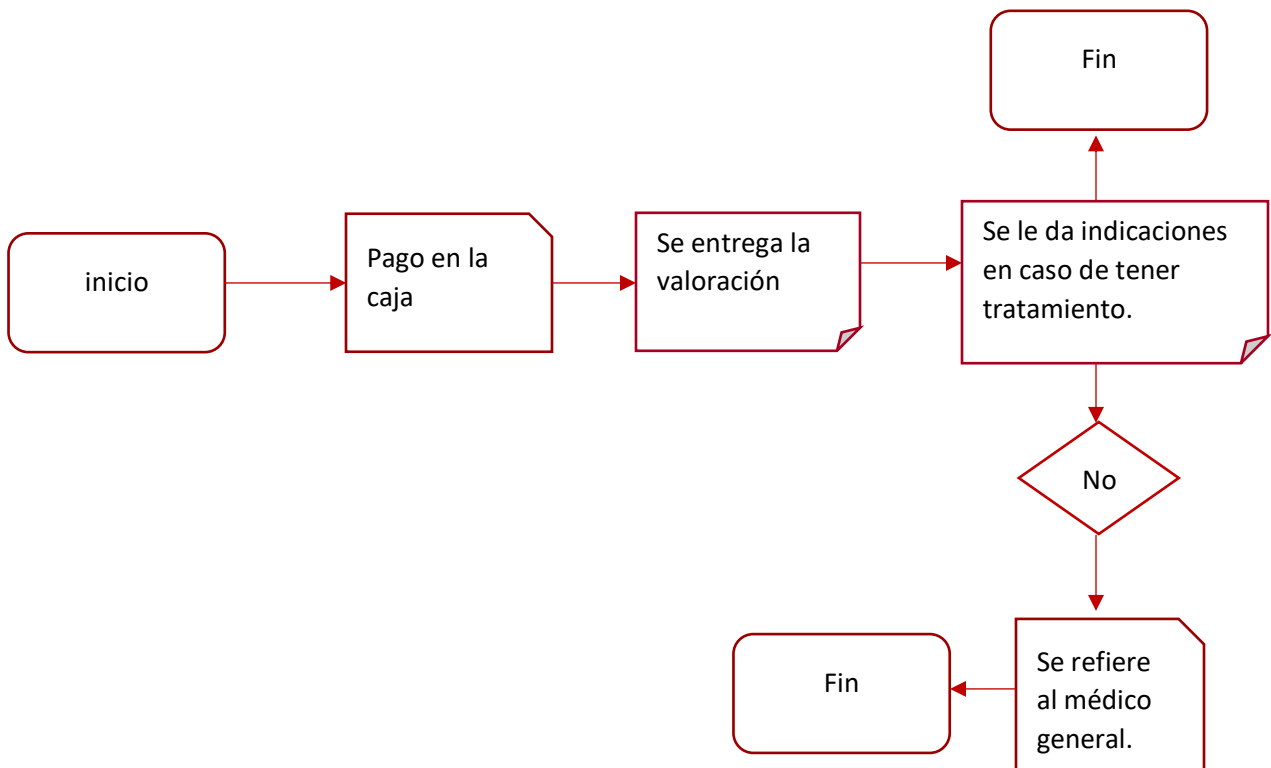 inicio
Pago en la
caja
Se entrega la
valoración
Se le da indicaciones
en caso de tener
tratamiento.
Fin
No
Se refiere
al médico
general.
Fin